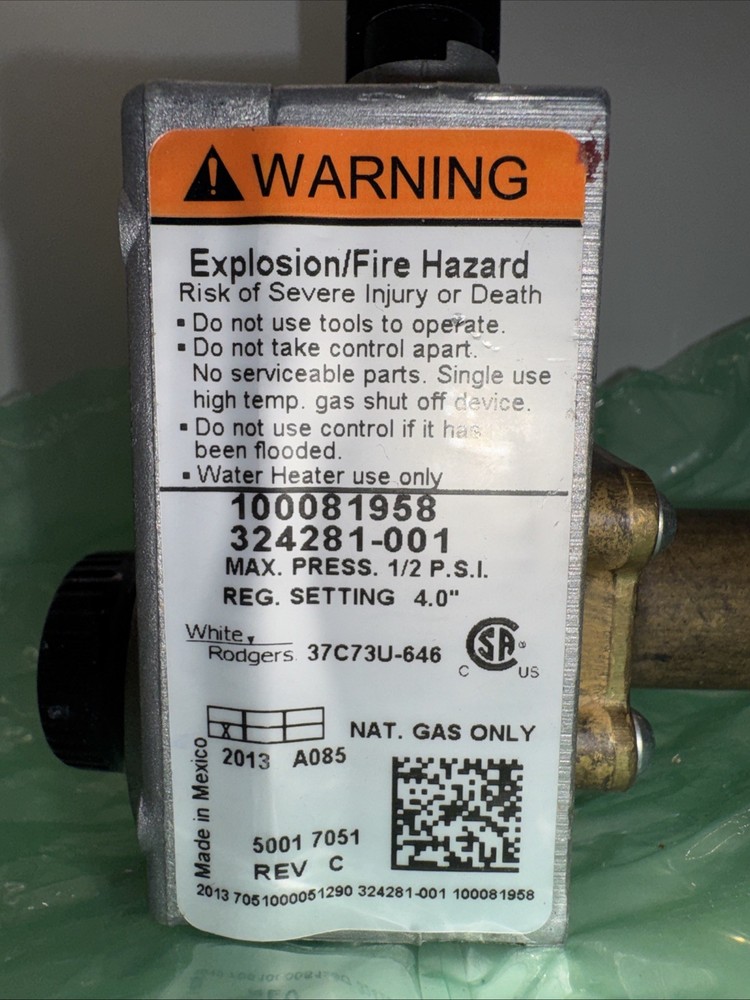 WARNING
Explosion/Fire Hazard
Risk of Severe Injury or Death
▪ Do not use tools to operate.
▪ Do not take control apart.
No serviceable parts. Single use
high temp. gas shut off device.
▪ Do not use control if it has
been flooded.
▪ Water Heater use only
100081958
324281-001
MAX. PRESS. 1/2 P.S.I.
REG. SETTING 4.0"
White
Rodgers. 37C73U-646
C SA ® US
X
NAT. GAS ONLY
2013 A085
Made in Mexico
5001 7051
REV C
2013 7051000051290 324281-001 100081958